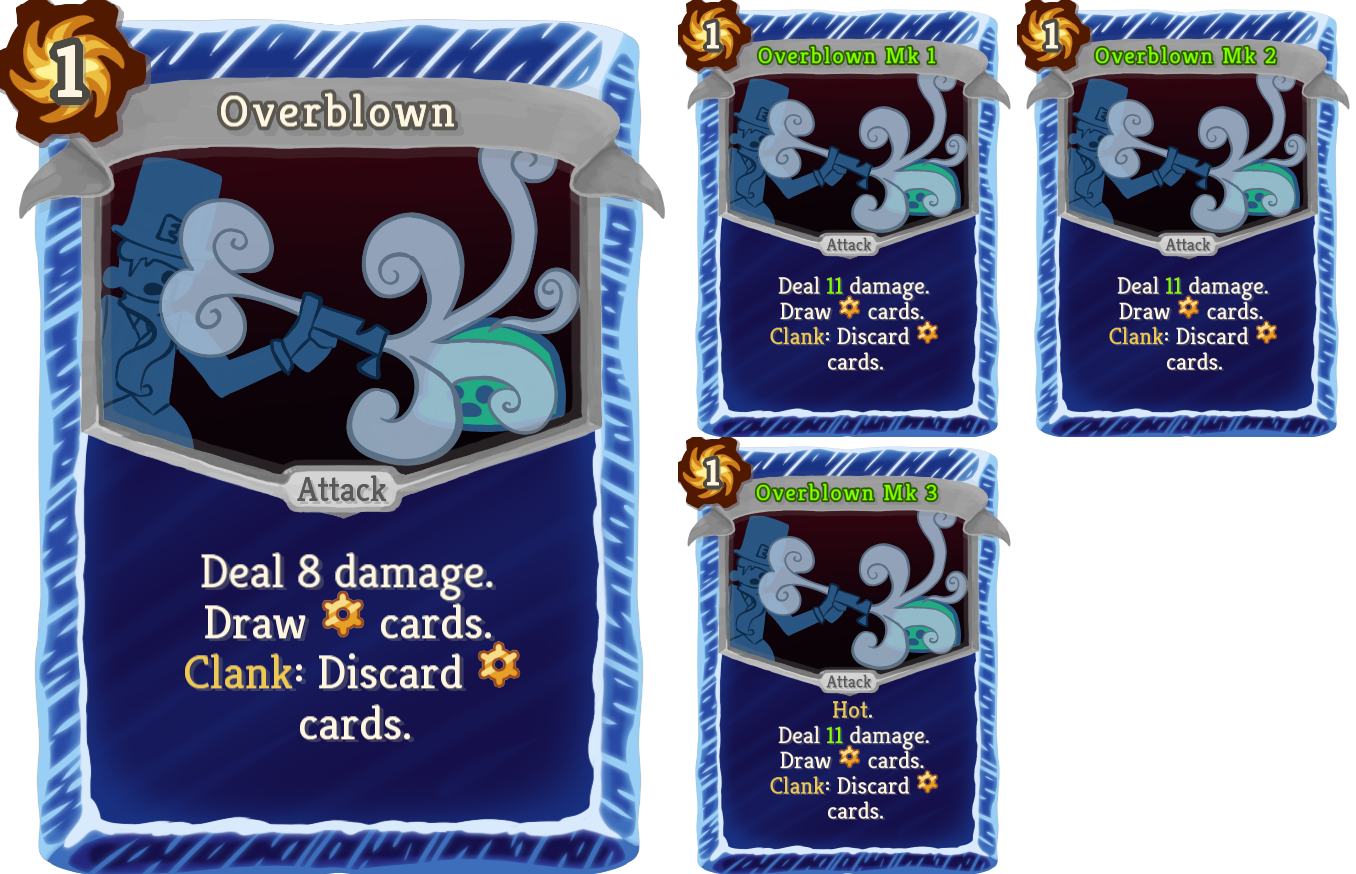 1
Overblown
Attack
Deal 8 damage.
Draw cards.
Clank: Discard
cards.
1
Overblown Mk 1
Attack
Deal 11 damage.
Draw cards.
Clank: Discard
cards.
1
Overblown Mk 2
Attack
Deal 11 damage.
Draw cards.
Clank: Discard
cards.
1
Overblown Mk 3
Attack
Hot.
Deal 11 damage.
Draw cards.
Clank: Discard
cards.